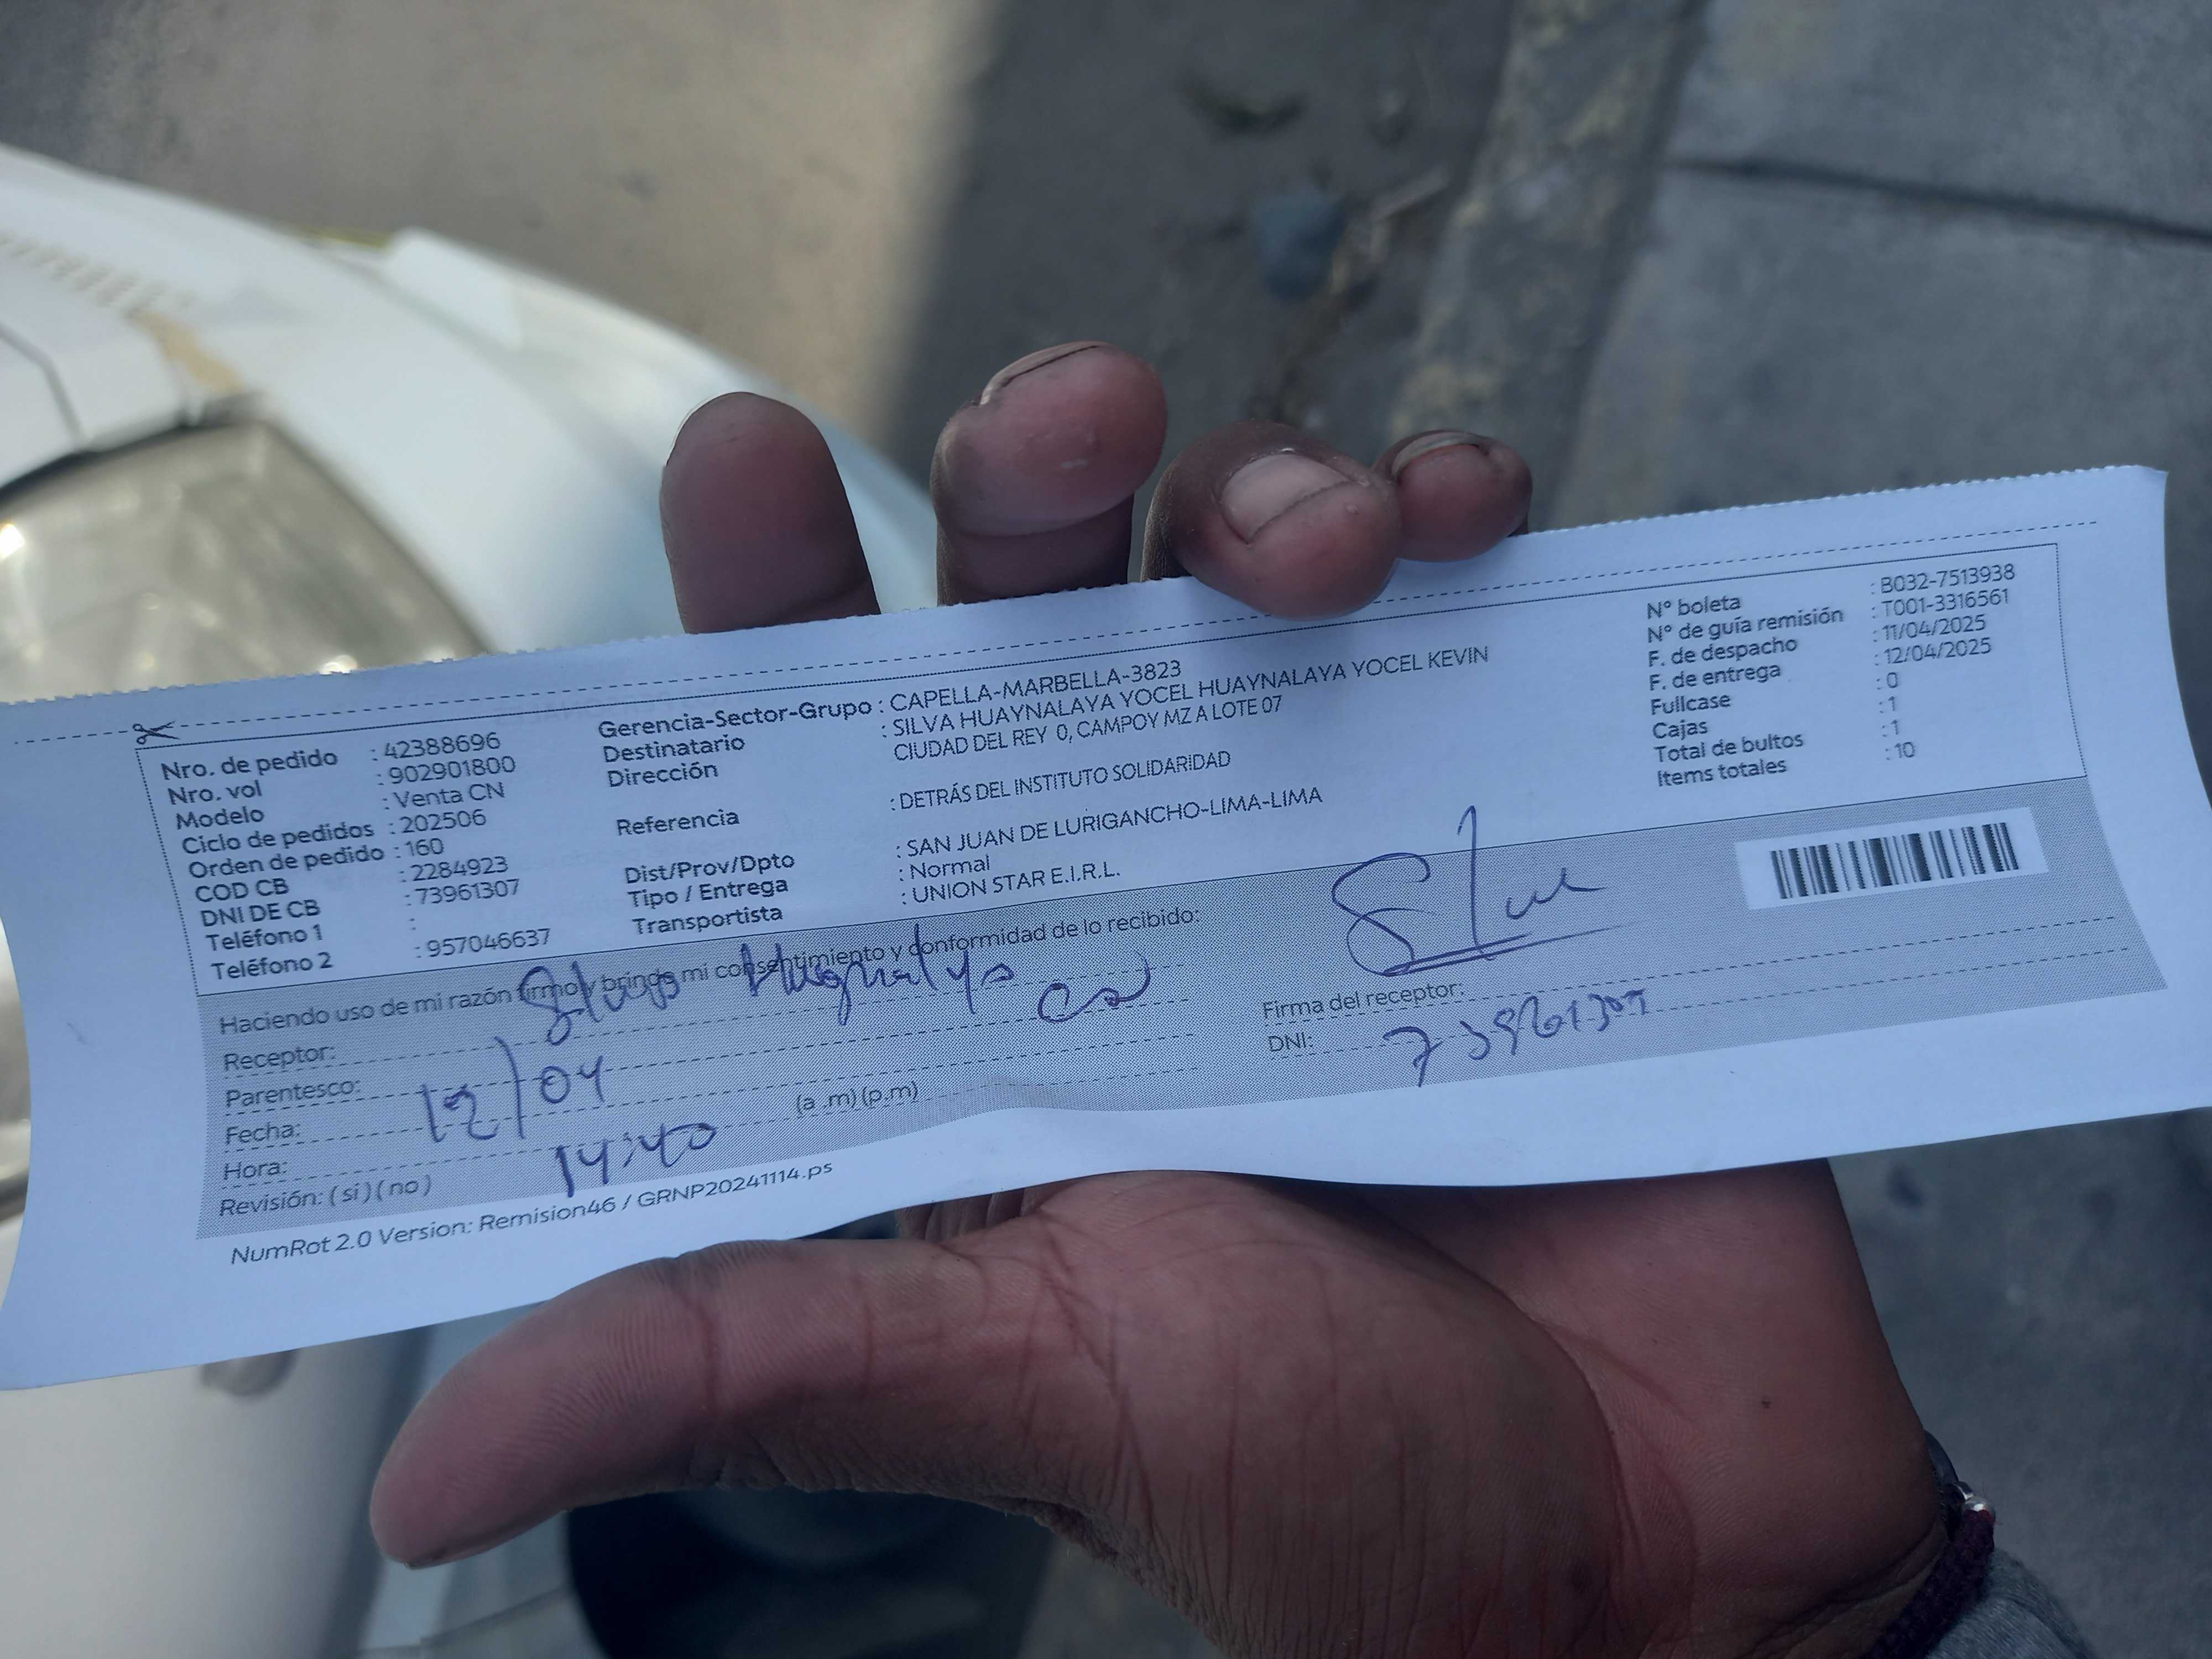 Nro. de pedido : 42388696
Nro. vol : 902901800
Modelo : Venta CN
Ciclo de pedidos : 202506
Orden de pedido : 160
COD CB : 2284923
DNI DE CB : 73961307
Teléfono 1 :
Teléfono 2 : 957046637
Gerencia-Sector-Grupo : CAPELLA-MARBELLA-3823
Destinatario : SILVA HUAYNALAYA YOCEL HUAYNALAYA YOCEL KEVIN
Dirección CIUDAD DEL REY 0, CAMPOY MZ A LOTE 07
Referencia : DETRÁS DEL INSTITUTO SOLIDARIDAD
Dist/Prov/Dpto : SAN JUAN DE LURIGANCHO-LIMA-LIMA
Tipo / Entrega : Normal
Transportista : UNION STAR E.I.R.L.
N° boleta : B032-7513938
N° de guía remisión : T001-3316561
F. de despacho : 11/04/2025
F. de entrega : 12/04/2025
Fullcase : 0
Cajas : 1
Total de bultos : 1
Items totales : 10
Haciendo uso de mi razón firmo y brindo mi consentimiento y conformidad de lo recibido:
Receptor:
Parentesco:
Fecha: 12/04
Hora: 14:40 (a .m) (p.m)
Revisión: ( si ) ( no )
Firma del receptor:
DNI: 73961307
NumRot 2.0 Version: Remision46 / GRNP20241114.ps